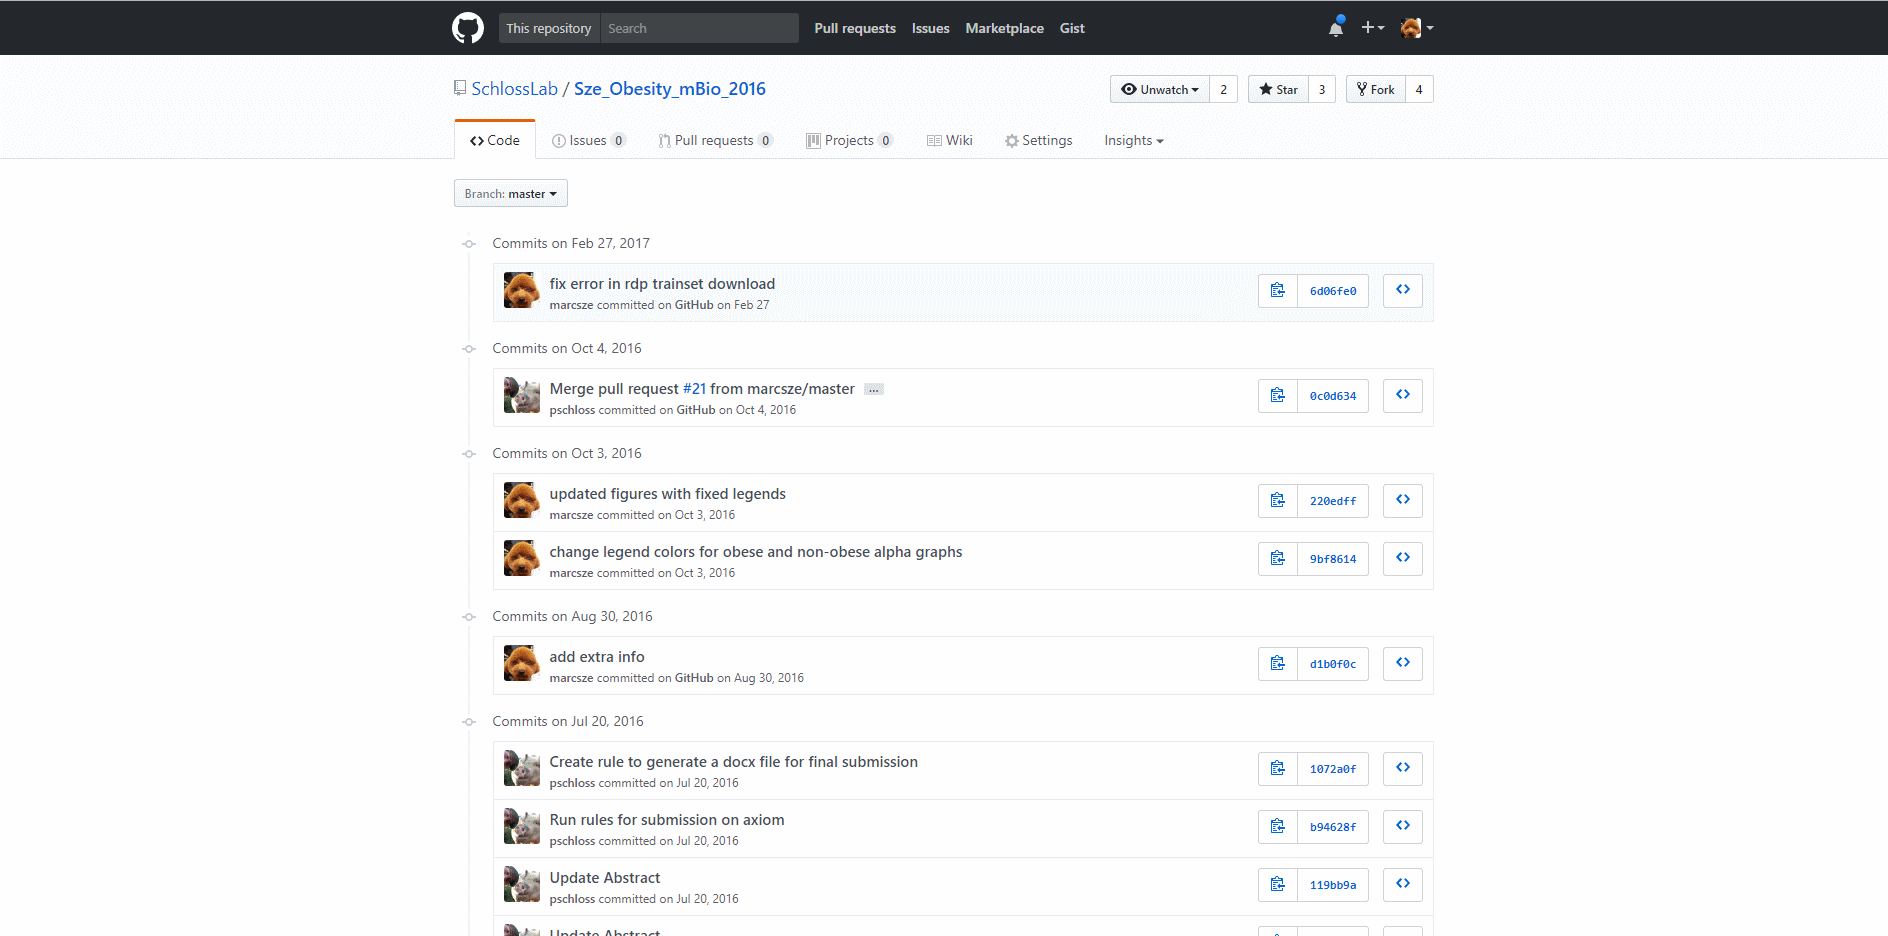 This repository Search Pull requests Issues Marketplace Gist
SchlossLab / Sze_Obesity_mBio_2016 Unwatch 2 Star 3 Fork 4
Code Issues 0 Pull requests 0 Projects 0 Wiki Settings Insights
Branch: master
Commits on Feb 27, 2017
fix error in rdp trainset download
marcsze committed on GitHub on Feb 27
6d06fe0
Commits on Oct 4, 2016
Merge pull request #21 from marcsze/master …
pschloss committed on GitHub on Oct 4, 2016
0c0d634
Commits on Oct 3, 2016
updated figures with fixed legends
marcsze committed on Oct 3, 2016
220edff
change legend colors for obese and non-obese alpha graphs
marcsze committed on Oct 3, 2016
9bf8614
Commits on Aug 30, 2016
add extra info
marcsze committed on GitHub on Aug 30, 2016
d1b0f0c
Commits on Jul 20, 2016
Create rule to generate a docx file for final submission
pschloss committed on Jul 20, 2016
1072a0f
Run rules for submission on axiom
pschloss committed on Jul 20, 2016
b94628f
Update Abstract
pschloss committed on Jul 20, 2016
119bb9a
Update Abstract